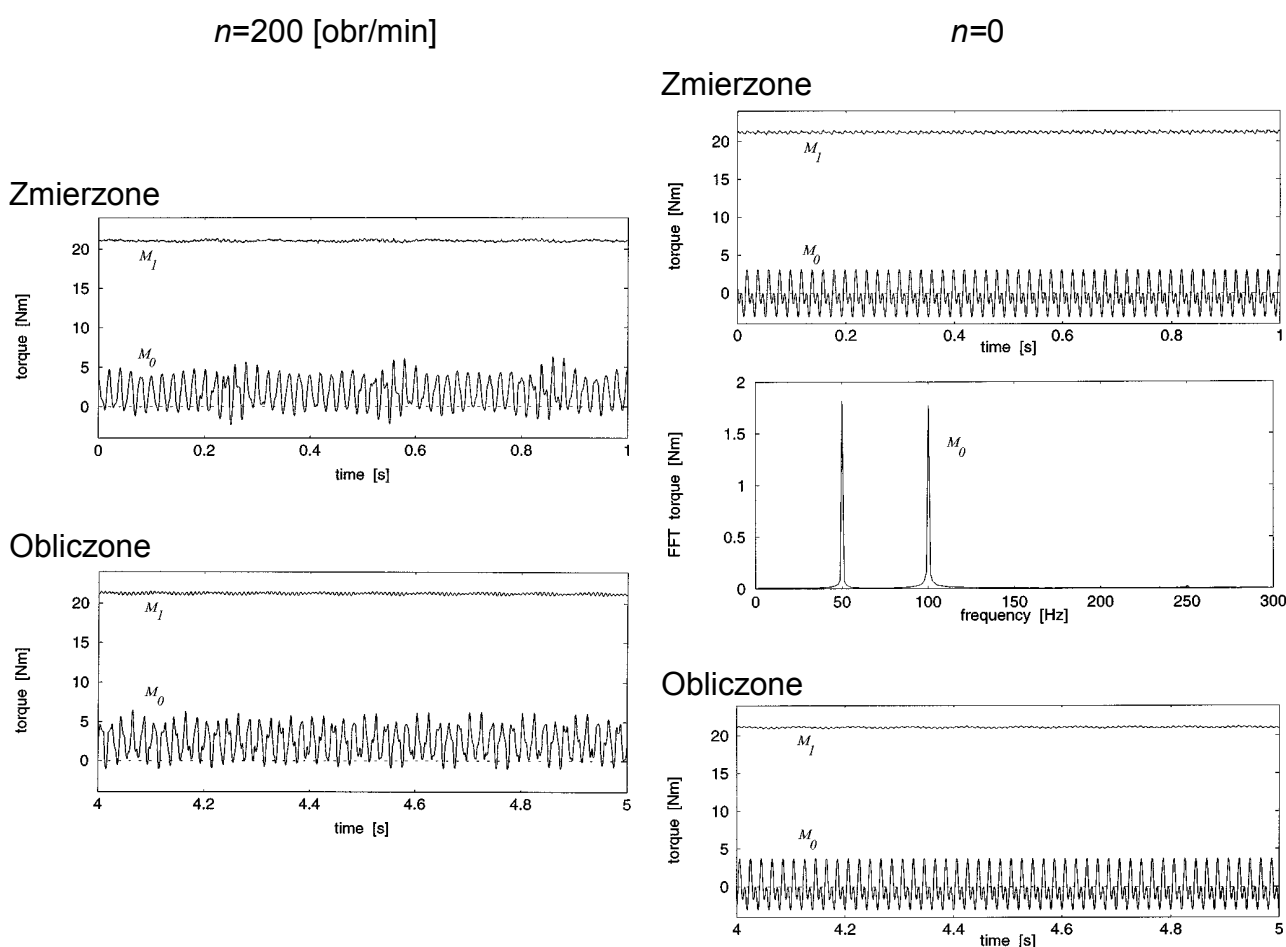 n=200 [obr/min]
n=0
Zmierzone
torque [Nm]
20
15
10
5
0
M1
M0
0 0.2 0.4 0.6 0.8 1
time [s]
Obliczone
torque [Nm]
20
15
10
5
0
M1
M0
4 4.2 4.4 4.6 4.8 5
time [s]
Zmierzone
torque [Nm]
20
15
10
5
0
M1
M0
0 0.2 0.4 0.6 0.8 1
time [s]
FFT torque [Nm]
2
1.5
1
0.5
0
M0
0 50 100 150 200 250 300
frequency [Hz]
Obliczone
torque [Nm]
20
15
10
5
0
M1
M0
4 4.2 4.4 4.6 4.8 5
time [s]